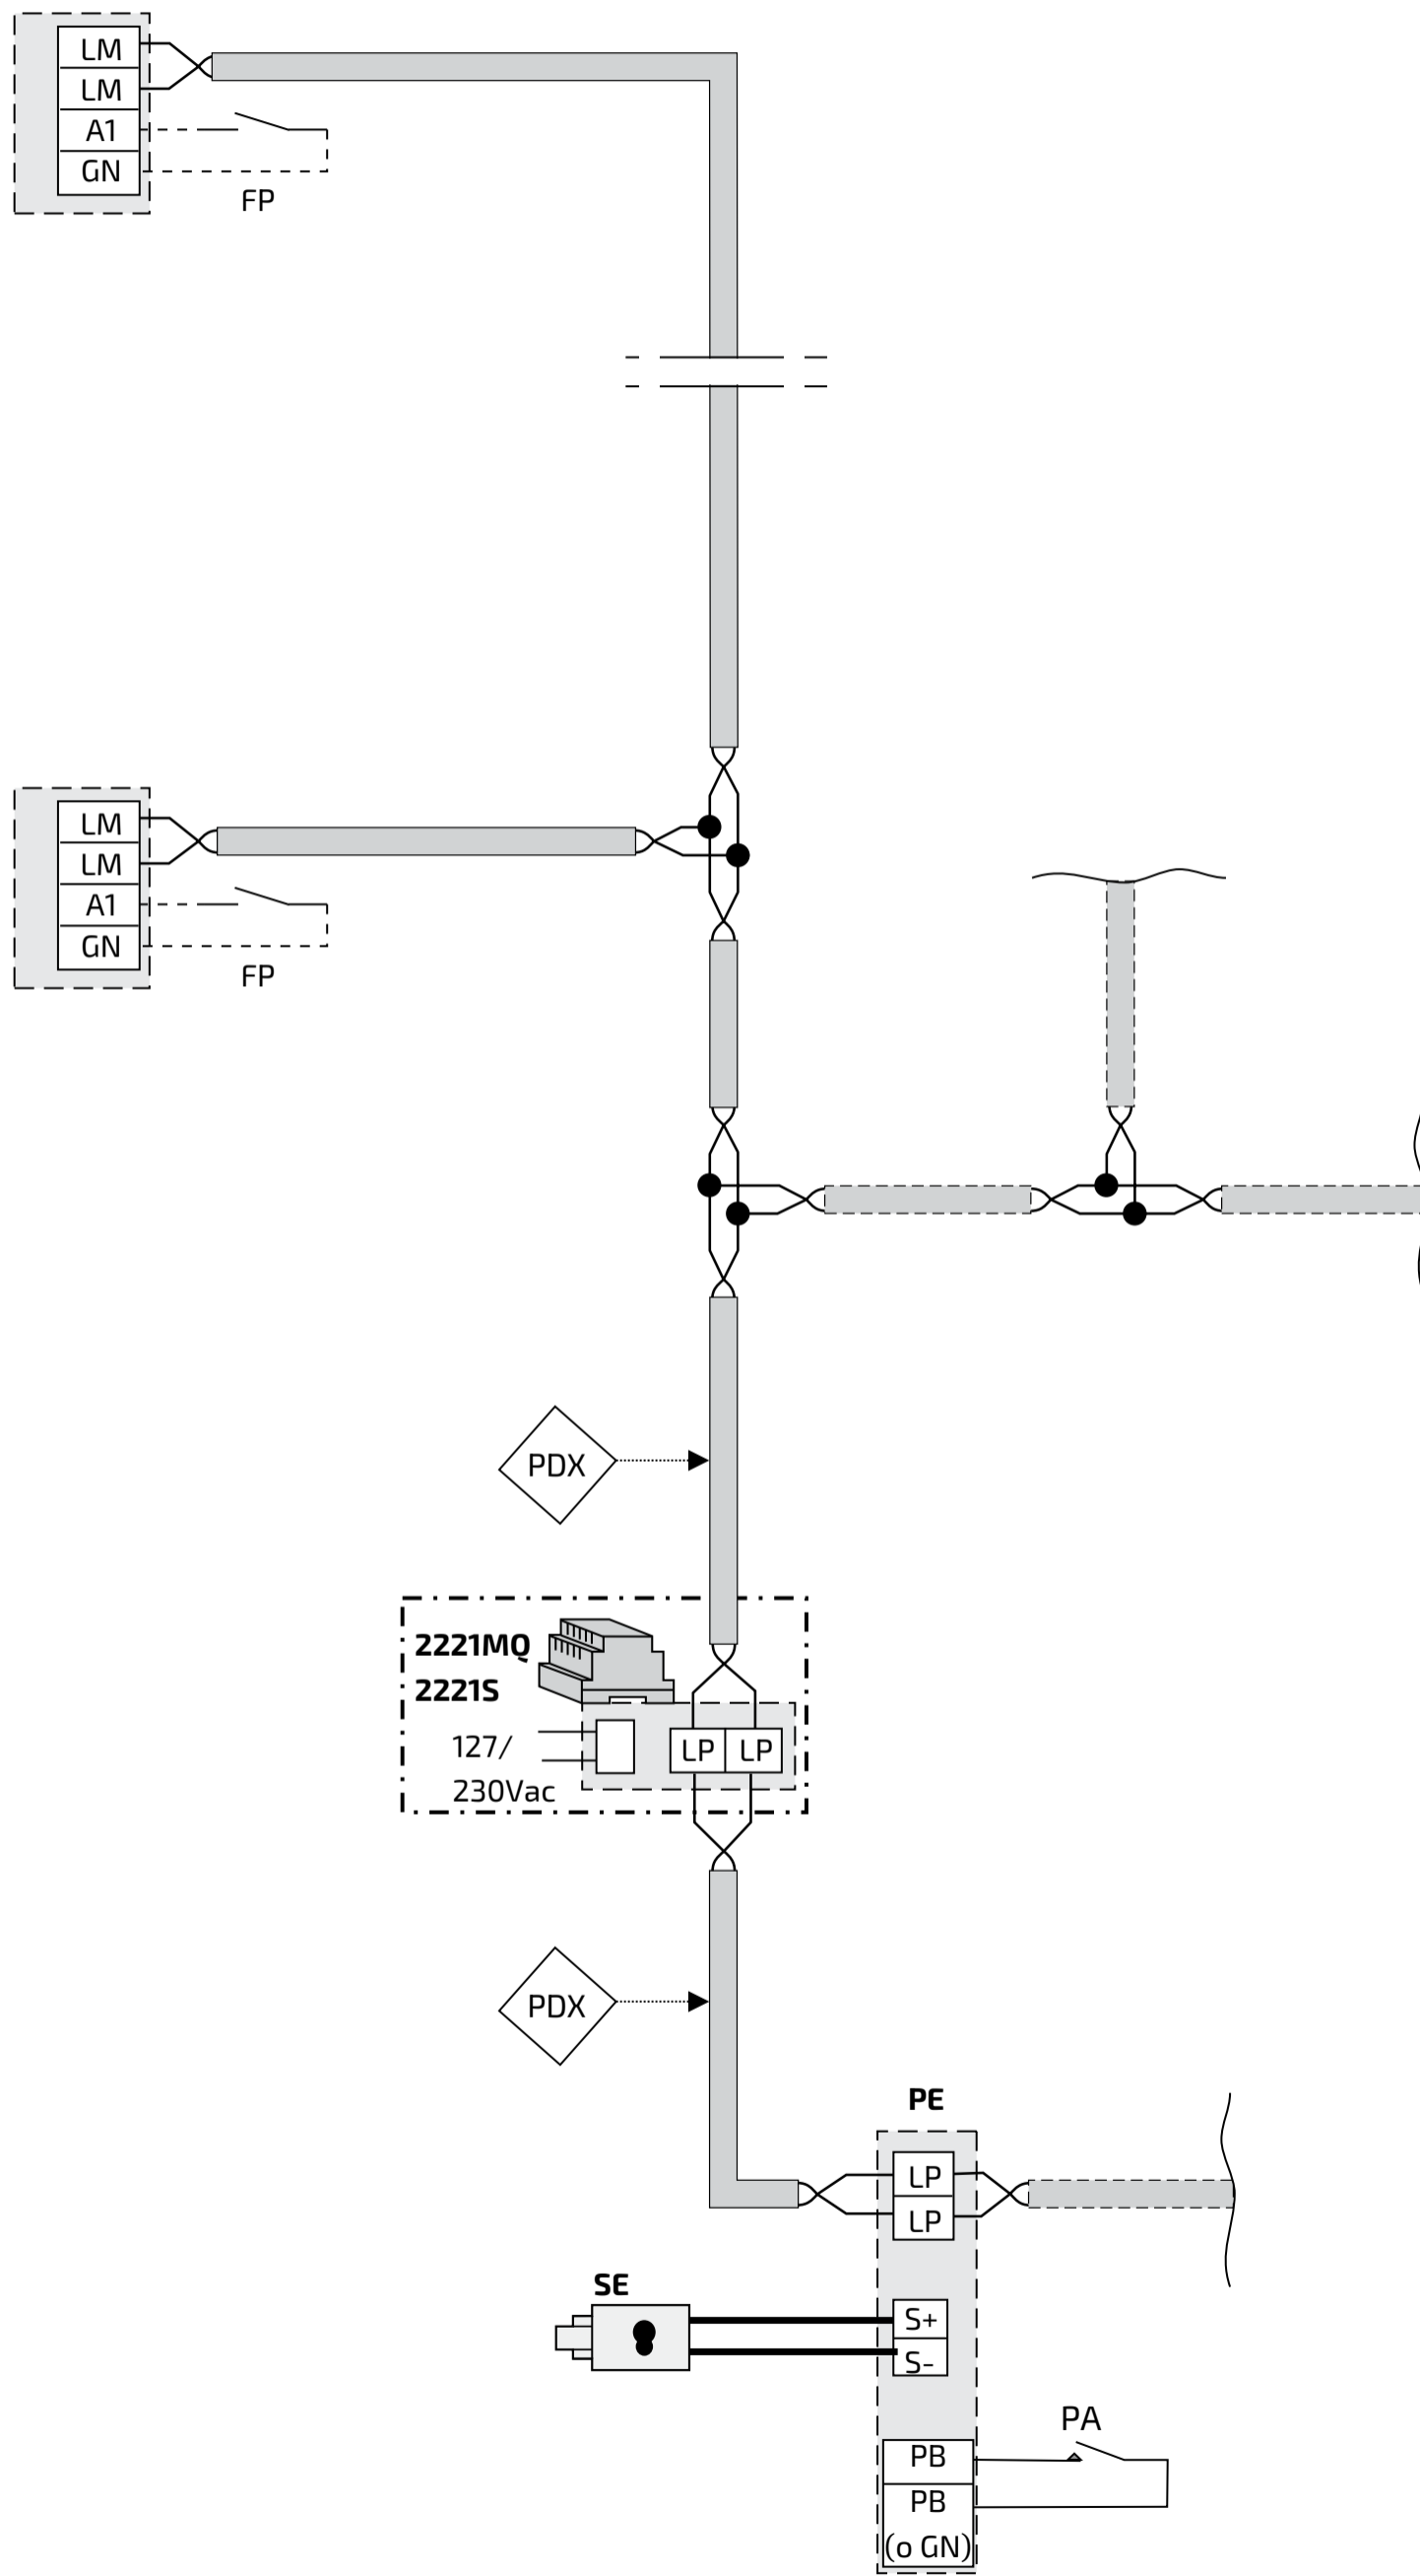 LM
LM
A1
GN
FP
LM
LM
A1
GN
FP
PDX
2221MQ
2221S
127/
230Vac
LP LP
PDX
PE
LP
LP
SE
S+
S-
PA
PB
PB
(o GN)